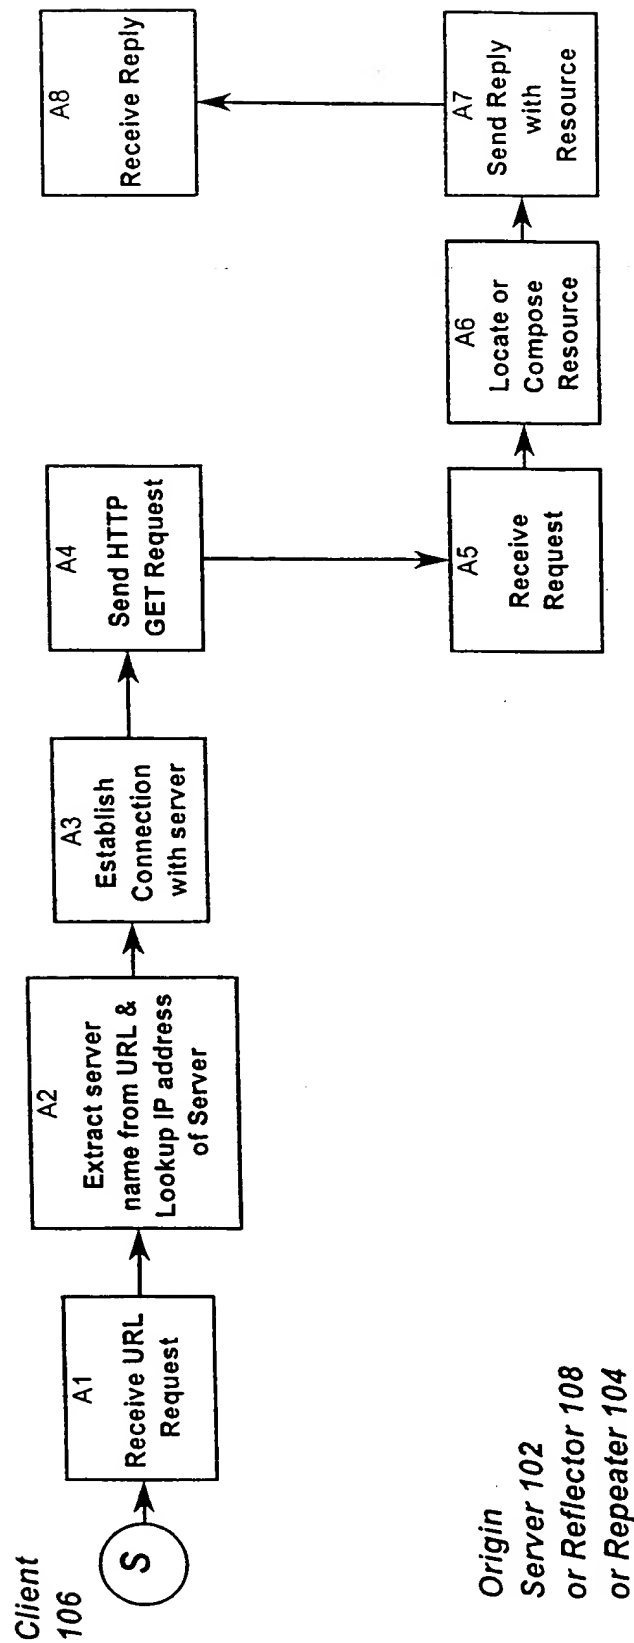 Client
106
S
A1
Receive URL
Request
A2
Extract server
name from URL &
Lookup IP address
of Server
A3
Establish
Connection
with server
A4
Send HTTP
GET Request
A8
Receive Reply
Origin
Server 102
or Reflector 108
or Repeater 104
A5
Receive
Request
A6
Locate or
Compose
Resource
A7
Send Reply
with
Resource